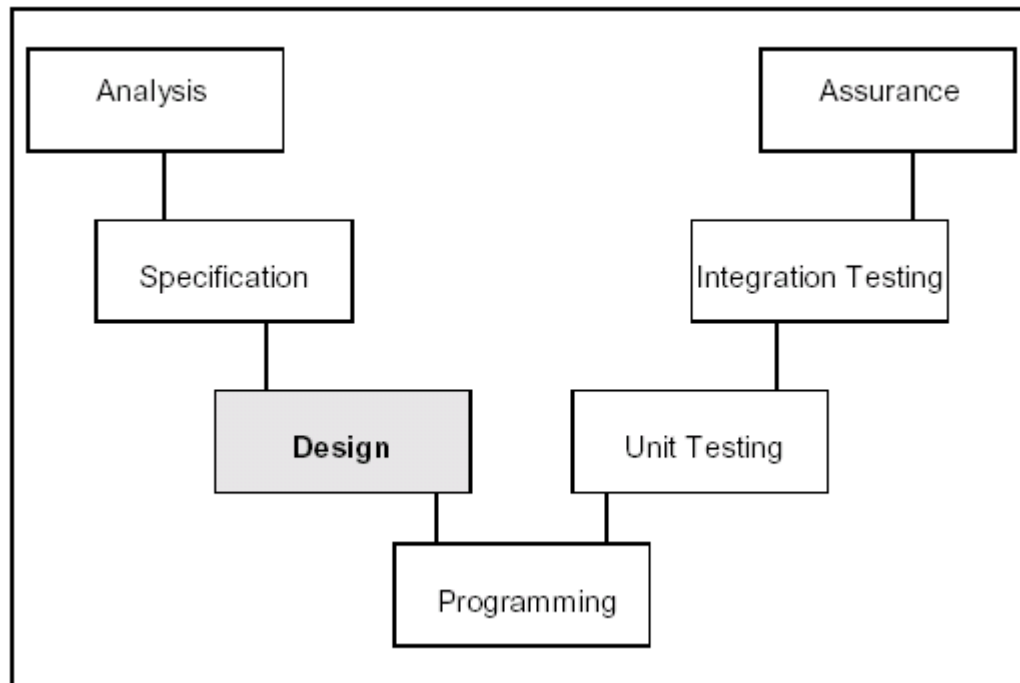 Analysis
Assurance
Specification
Integration Testing
Design
Unit Testing
Programming